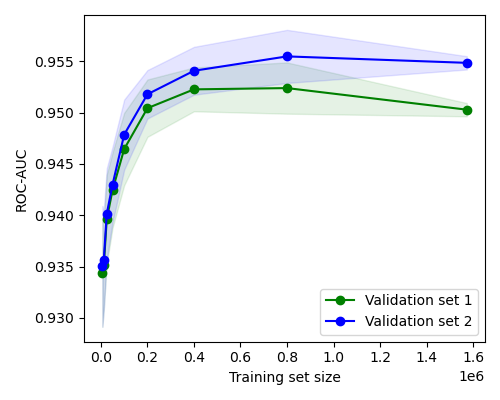 0.955
0.950
0.945
0.940
0.935
0.930
ROC-AUC
Validation set 1
Validation set 2
0.0 0.2 0.4 0.6 0.8 1.0 1.2 1.4 1.6
Training set size
1e6